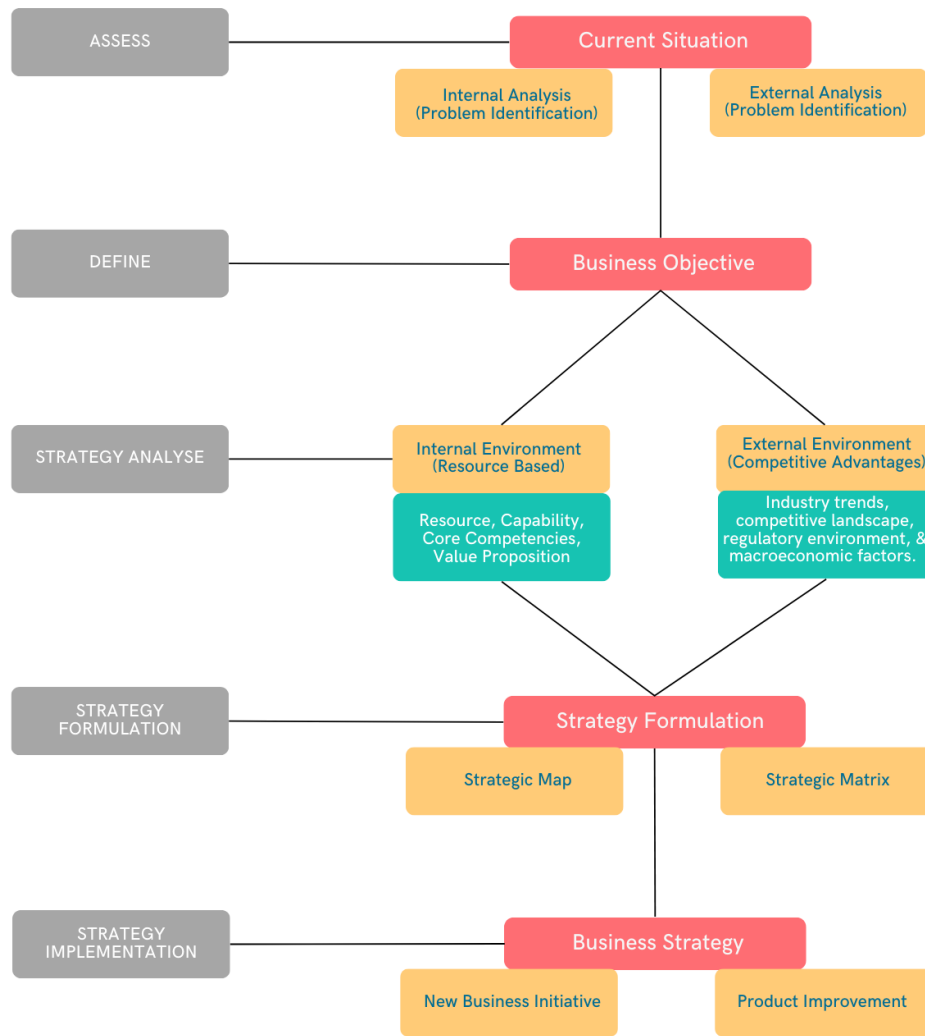 ASSESS
Current Situation
Internal Analysis
(Problem Identification)
External Analysis
(Problem Identification)
DEFINE
Business Objective
STRATEGY ANALYSE
Internal Environment
(Resource Based)
External Environment
(Competitive Advantages)
Resource, Capability,
Core Competencies,
Value Proposition
Industry trends,
competitive landscape,
regulatory environment, &
macroeconomic factors.
STRATEGY
FORMULATION
Strategy Formulation
Strategic Map
Strategic Matrix
STRATEGY
IMPLEMENTATION
Business Strategy
New Business Initiative
Product Improvement